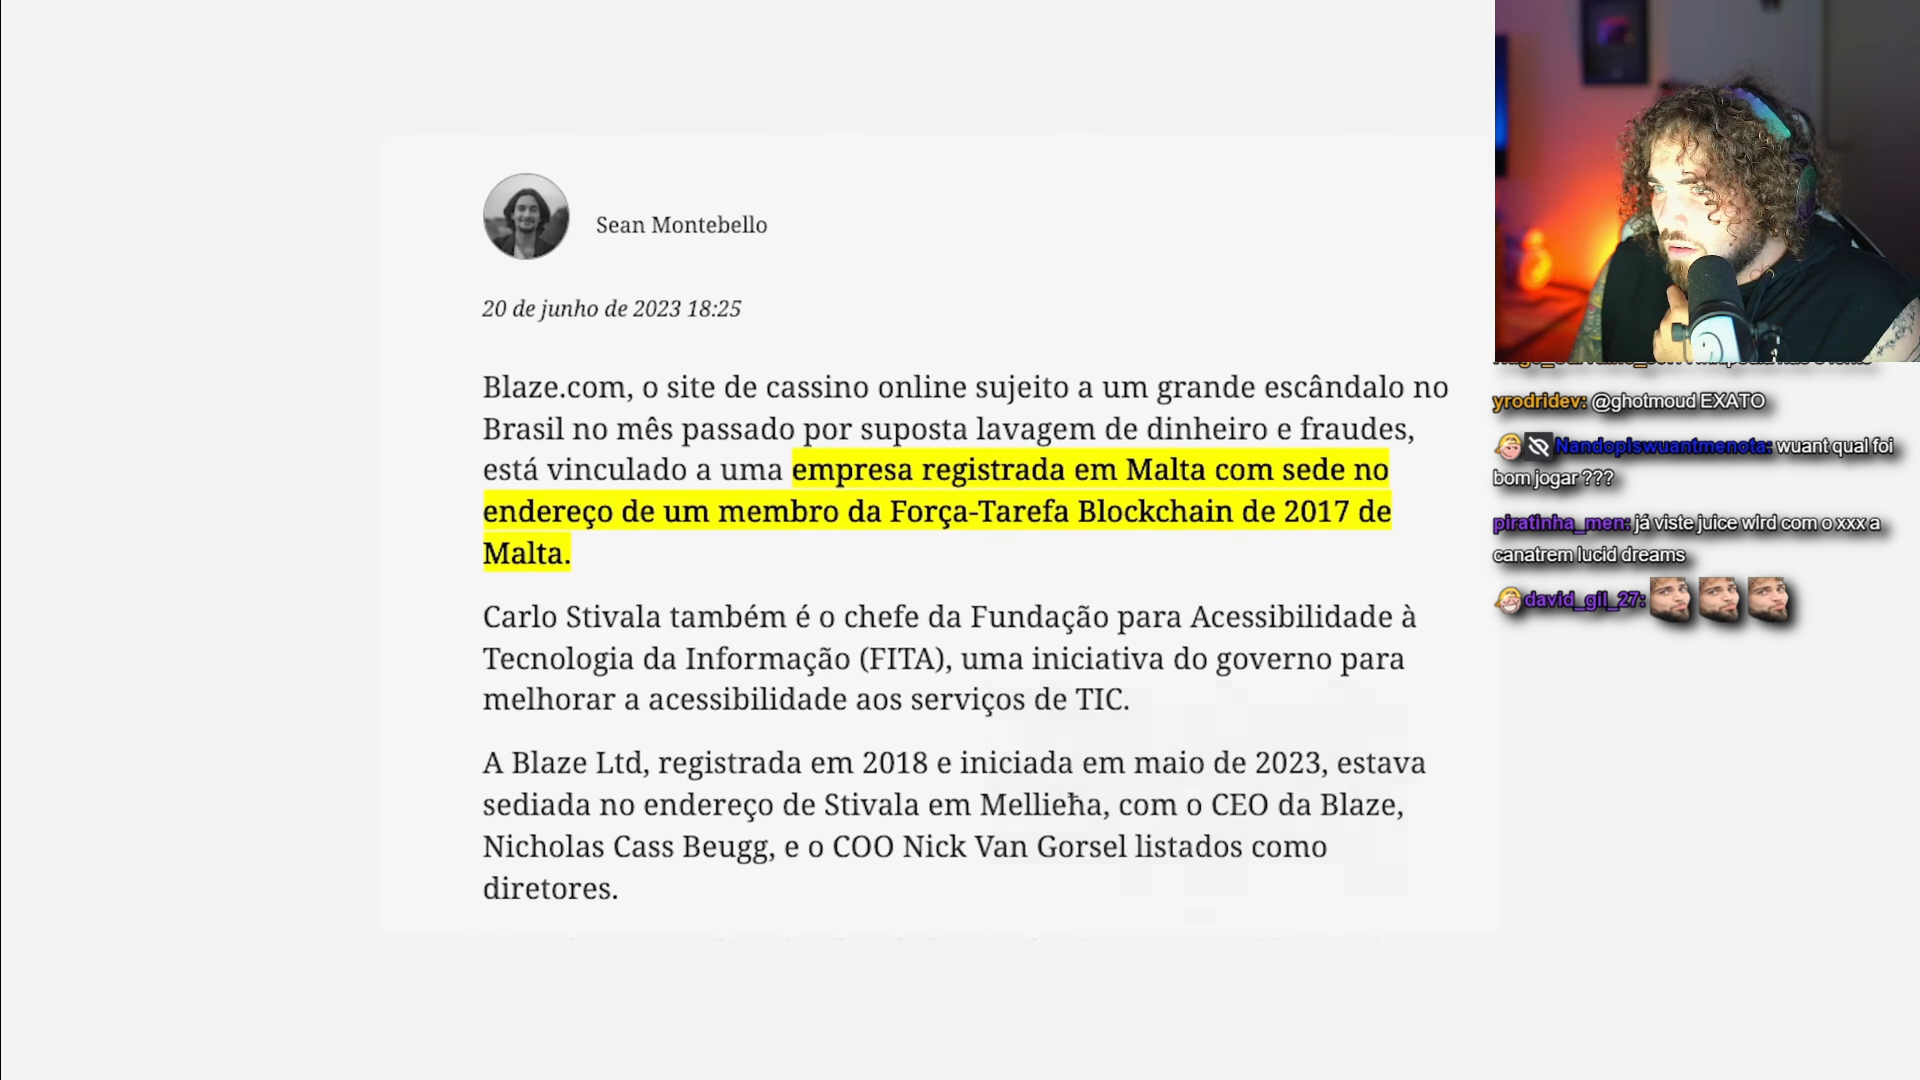 Sean Montebello
20 de junho de 2023 18:25
Blaze.com, o site de cassino online sujeito a um grande escândalo no
Brasil no mês passado por suposta lavagem de dinheiro e fraudes,
está vinculado a uma empresa registrada em Malta com sede no
endereço de um membro da Força-Tarefa Blockchain de 2017 de
Malta.
Carlo Stivala também é o chefe da Fundação para Acessibilidade à
Tecnologia da Informação (FITA), uma iniciativa do governo para
melhorar a acessibilidade aos serviços de TIC.
A Blaze Ltd, registrada em 2018 e iniciada em maio de 2023, estava
sediada no endereço de Stivala em Mellieħa, com o CEO da Blaze,
Nicholas Cass Beugg, e o COO Nick Van Gorsel listados como
diretores.
yrodridev: @ghotmoud EXATO
Nandoplswuantmenota: wuant qual foi
bom jogar ???
piratinha_men: já viste juice wlrd com o xxx a
canatrem lucid dreams
david_gil_27: